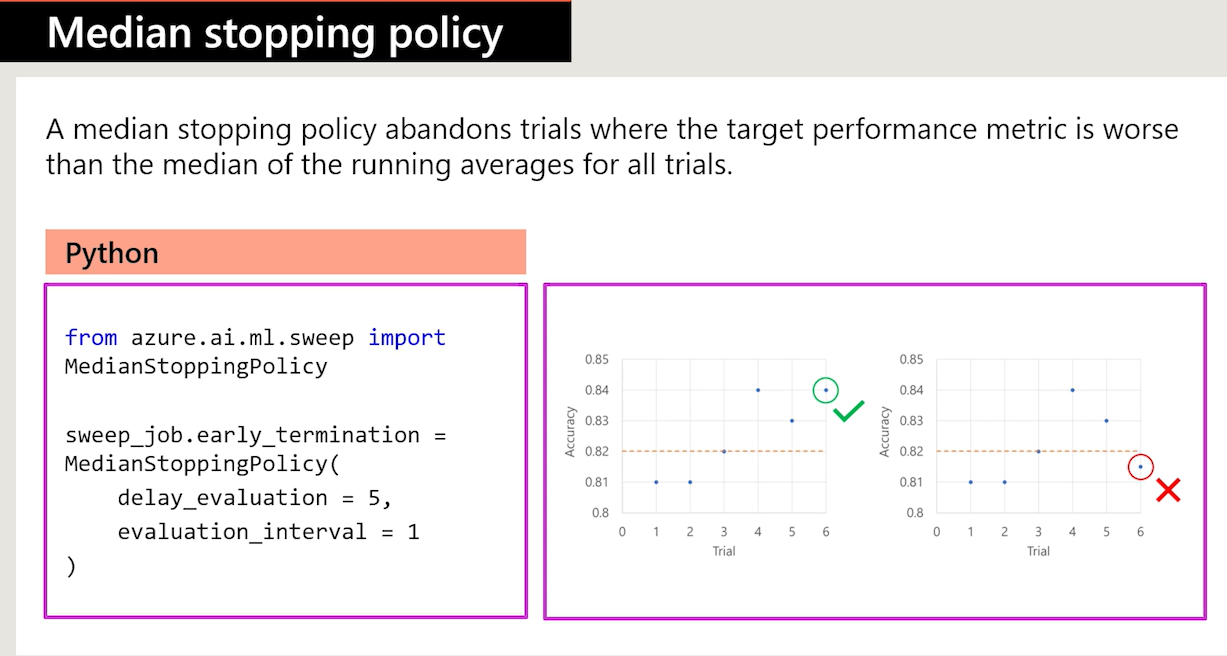 Median stopping policy
A median stopping policy abandons trials where the target performance metric is worse
than the median of the running averages for all trials.
Python
from azure.ai.ml.sweep import
MedianStoppingPolicy
sweep_job.early_termination =
MedianStoppingPolicy(
    delay_evaluation = 5,
    evaluation_interval = 1
)
0.85
0.84
0.83
0.82
0.81
0.8
Accuracy
0 1 2 3 4 5 6
Trial
0.85
0.84
0.83
0.82
0.81
0.8
Accuracy
0 1 2 3 4 5 6
Trial